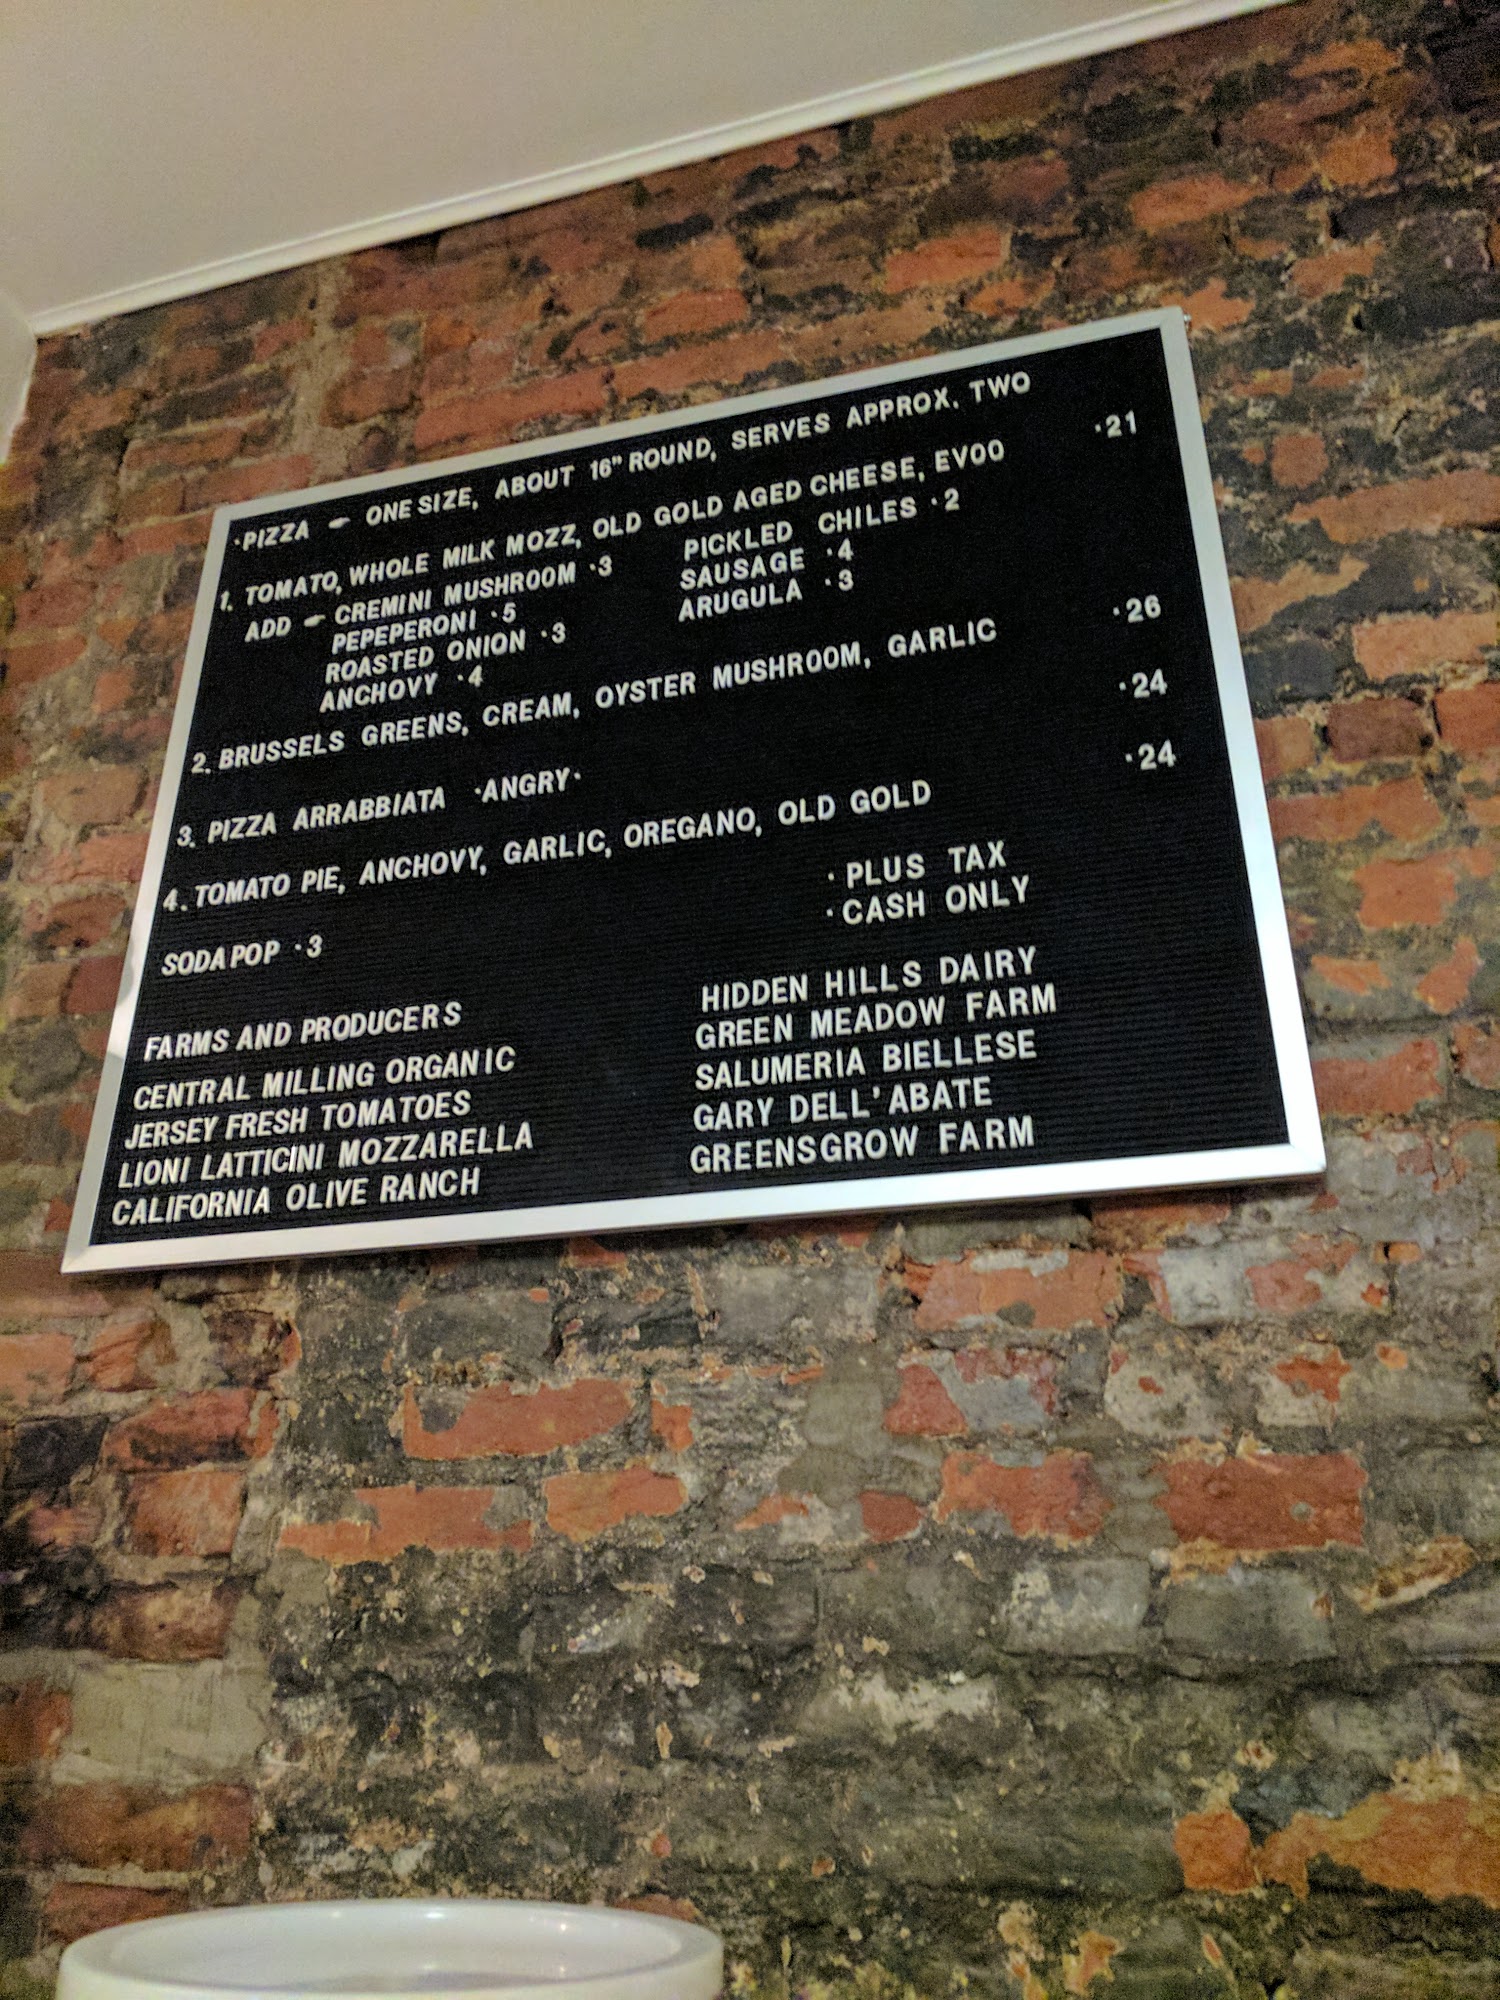 ·PIZZA — ONE SIZE, ABOUT 16" ROUND, SERVES APPROX. TWO
1. TOMATO, WHOLE MILK MOZZ, OLD GOLD AGED CHEESE, EVOO ·21
ADD — CREMINI MUSHROOM ·3 PICKLED CHILES ·2
PEPEPERONI ·5 SAUSAGE ·4
ROASTED ONION ·3 ARUGULA ·3
ANCHOVY ·4
2. BRUSSELS GREENS, CREAM, OYSTER MUSHROOM, GARLIC ·26
3. PIZZA ARRABBIATA ·ANGRY· ·24
4. TOMATO PIE, ANCHOVY, GARLIC, OREGANO, OLD GOLD ·24
· PLUS TAX
· CASH ONLY
SODA POP ·3
FARMS AND PRODUCERS
CENTRAL MILLING ORGANIC
JERSEY FRESH TOMATOES
LIONI LATTICINI MOZZARELLA
CALIFORNIA OLIVE RANCH
HIDDEN HILLS DAIRY
GREEN MEADOW FARM
SALUMERIA BIELLESE
GARY DELL'ABATE
GREENSGROW FARM